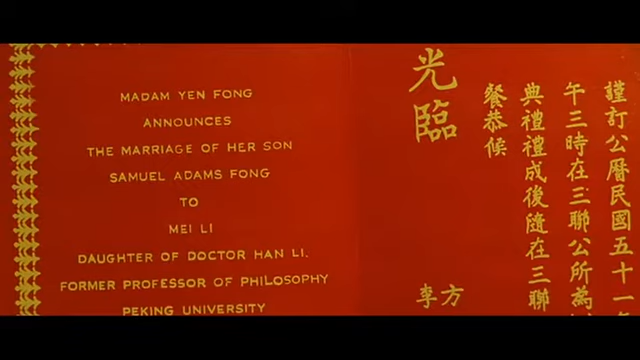 MADAM YEN FONG
ANNOUNCES
THE MARRIAGE OF HER SON
SAMUEL ADAMS FONG
TO
MEI LI
DAUGHTER OF DOCTOR HAN LI.
FORMER PROFESSOR OF PHILOSOPHY
PEKING UNIVERSITY
謹訂公曆民國五十一
午三時在三聯公所為
典禮禮成後隨在三聯
餐恭候
光臨
方
李